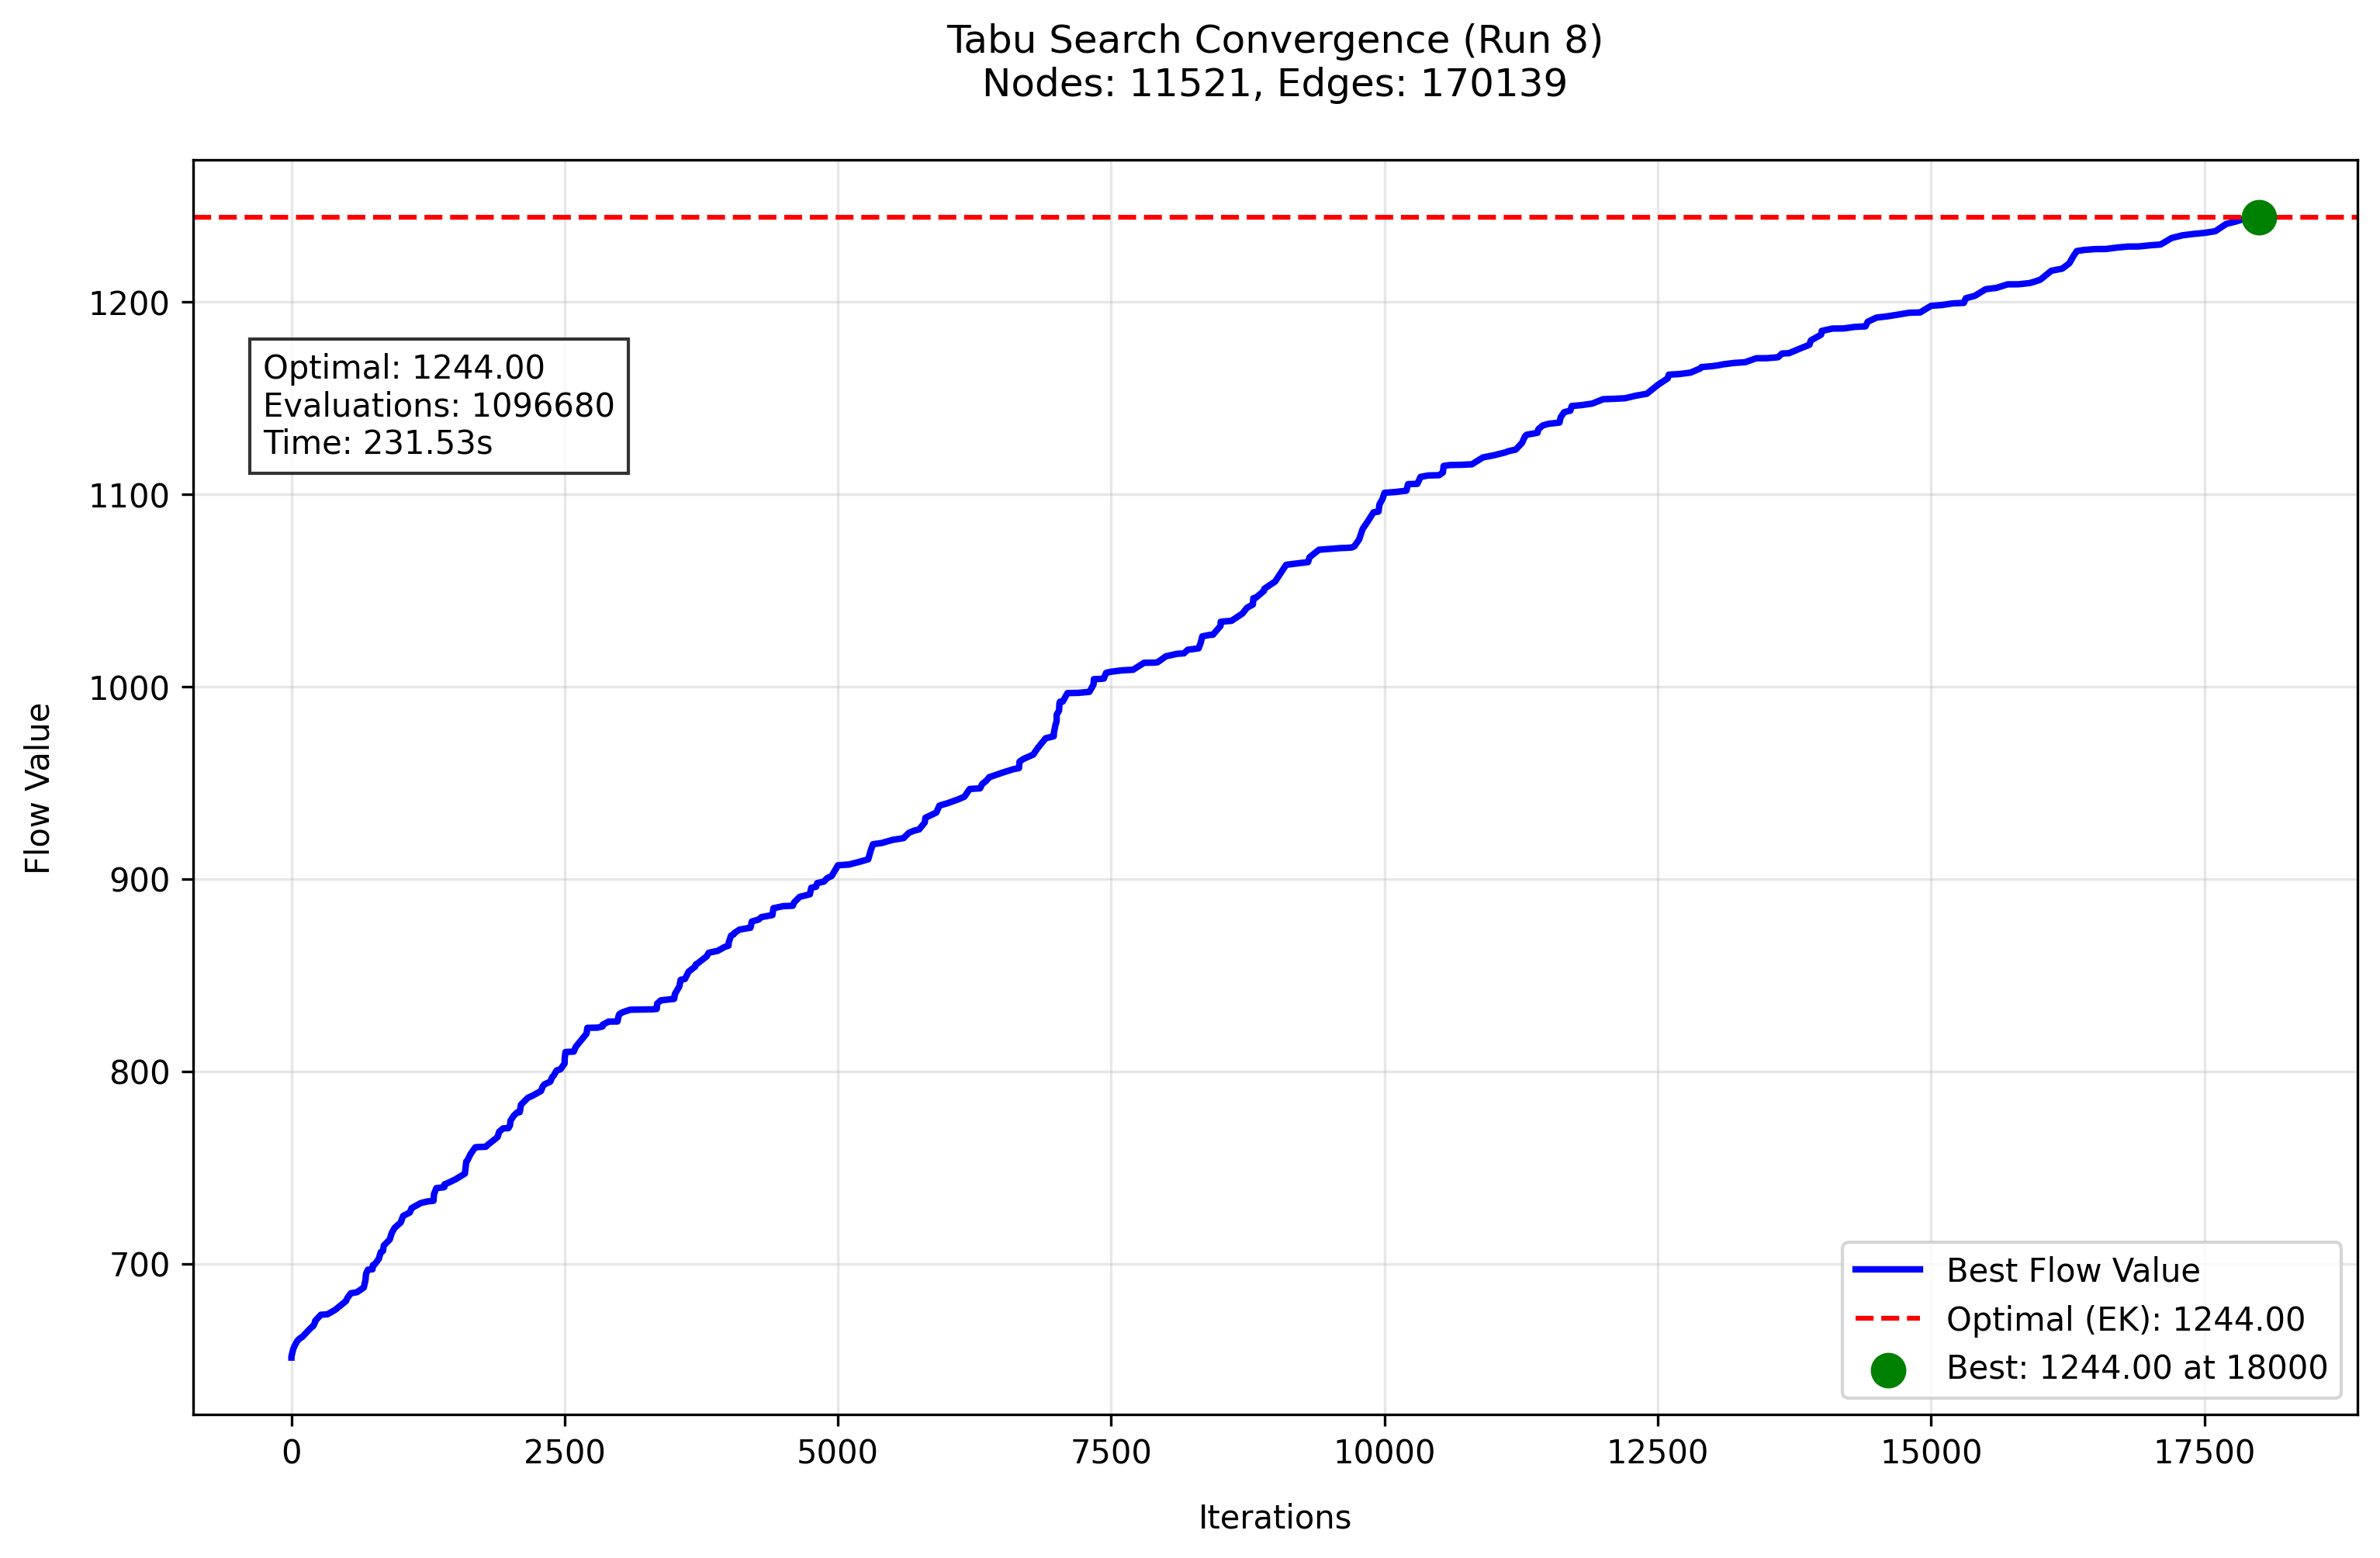 Tabu Search Convergence (Run 8)
Nodes: 11521, Edges: 170139
Flow Value
1200
1100
1000
900
800
700
Optimal: 1244.00
Evaluations: 1096680
Time: 231.53s
Best Flow Value
Optimal (EK): 1244.00
Best: 1244.00 at 18000
0
2500
5000
7500
10000
12500
15000
17500
Iterations